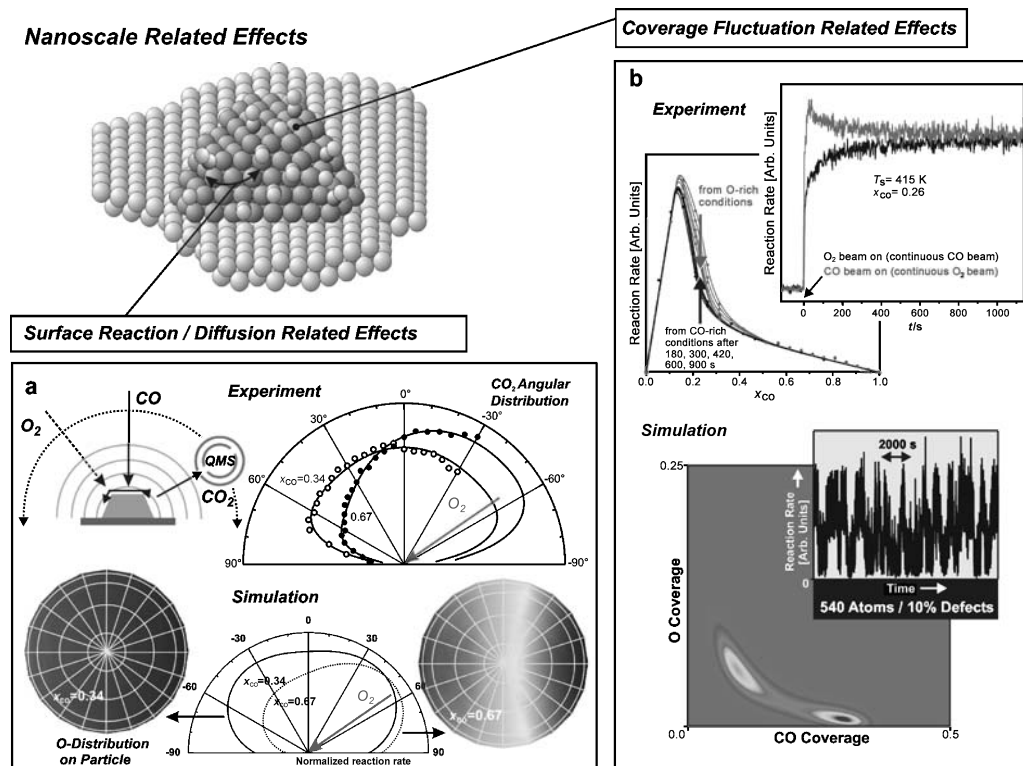 Nanoscale Related Effects
Coverage Fluctuation Related Effects
Surface Reaction / Diffusion Related Effects
a
Experiment
CO₂ Angular
Distribution
CO
O₂
QMS
CO₂
0°
30°
-30°
60°
-60°
90°
-90°
xCO=0.34
0.67
O₂
Simulation
0
-30
30
-60
60
-90
90
xCO=0.34
xCO=0.67
O₂
xCO=0.34
xCO=0.67
O-Distribution
on Particle
Normalized reaction rate
b
Experiment
Reaction Rate [Arb. Units]
from O-rich
conditions
from CO-rich
conditions after
180, 300, 420,
600, 900 s
0.0
0.2
0.4
0.6
0.8
1.0
xCO
Reaction Rate [Arb. Units]
TS= 415 K
xCO= 0.26
O₂ beam on (continuous CO beam)
CO beam on (continuous O₂ beam)
0
200
400
600
800
1000
t/s
Simulation
0.25
O Coverage
0.0
CO Coverage
0.5
2000 s
Reaction Rate
[Arb. Units]
0
Time
540 Atoms / 10% Defects